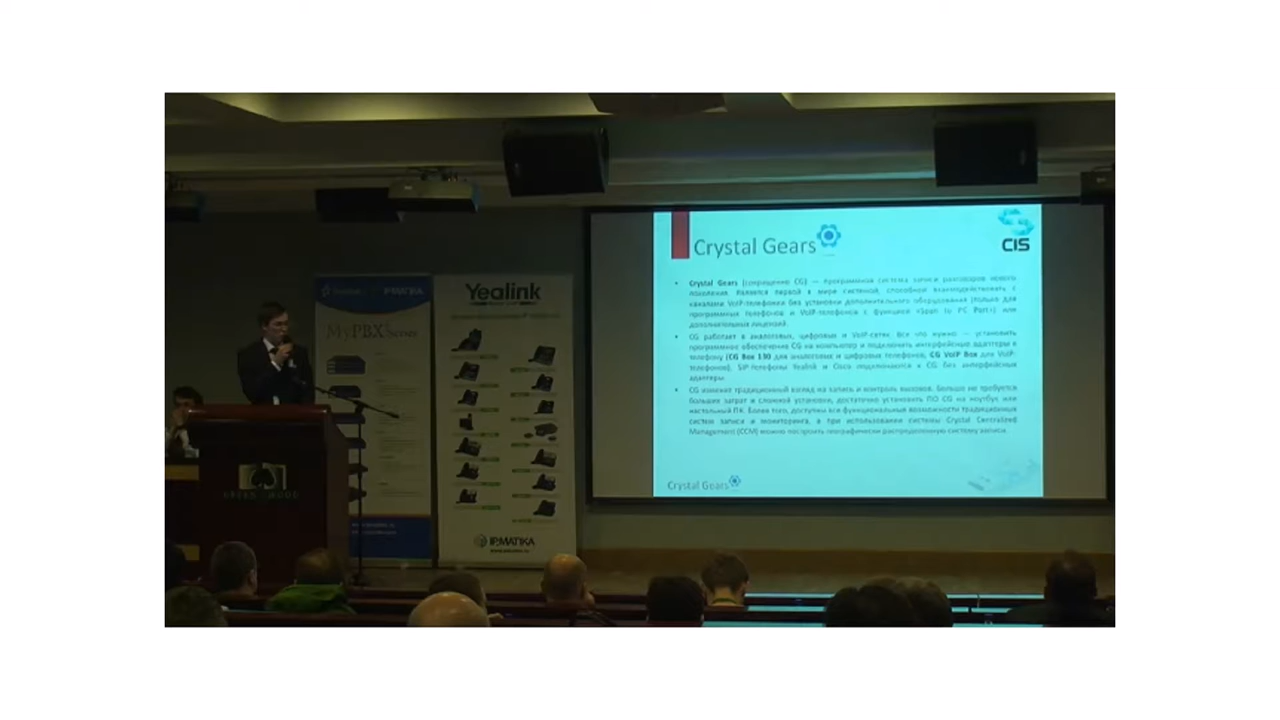 Crystal Gears
CIS
Crystal Gears (сокращенно CG) — программная система записи разговоров нового
поколения. Является первой в мире системой, способной взаимодействовать с
каналами VoIP-телефонии без установки дополнительного оборудования (только для
программных телефонов и VoIP-телефонов с функцией «Span to PC Port») или
дополнительных лицензий.
CG работает в аналоговых, цифровых и VoIP-сетях. Все что нужно — установить
программное обеспечение CG на компьютер и подключить интерфейсные адаптеры к
телефону (CG Box 130 для аналоговых и цифровых телефонов, CG VoIP Box для VoIP-
телефонов). SIP-телефоны Yealink и Cisco подключаются к CG без интерфейсных
адаптеров.
CG изменяет традиционный взгляд на запись и контроль вызовов. Больше не требуется
больших затрат и сложной установки, достаточно установить ПО CG на ноутбук или
настольный ПК. Более того, доступны все функциональные возможности традиционных
систем записи и мониторинга, а при использовании системы Crystal Centralized
Management (CCM) можно построить географически распределенную систему записи.
Crystal Gears
IPMATIKA
MyPBX Server
Yealink
IPMATIKA